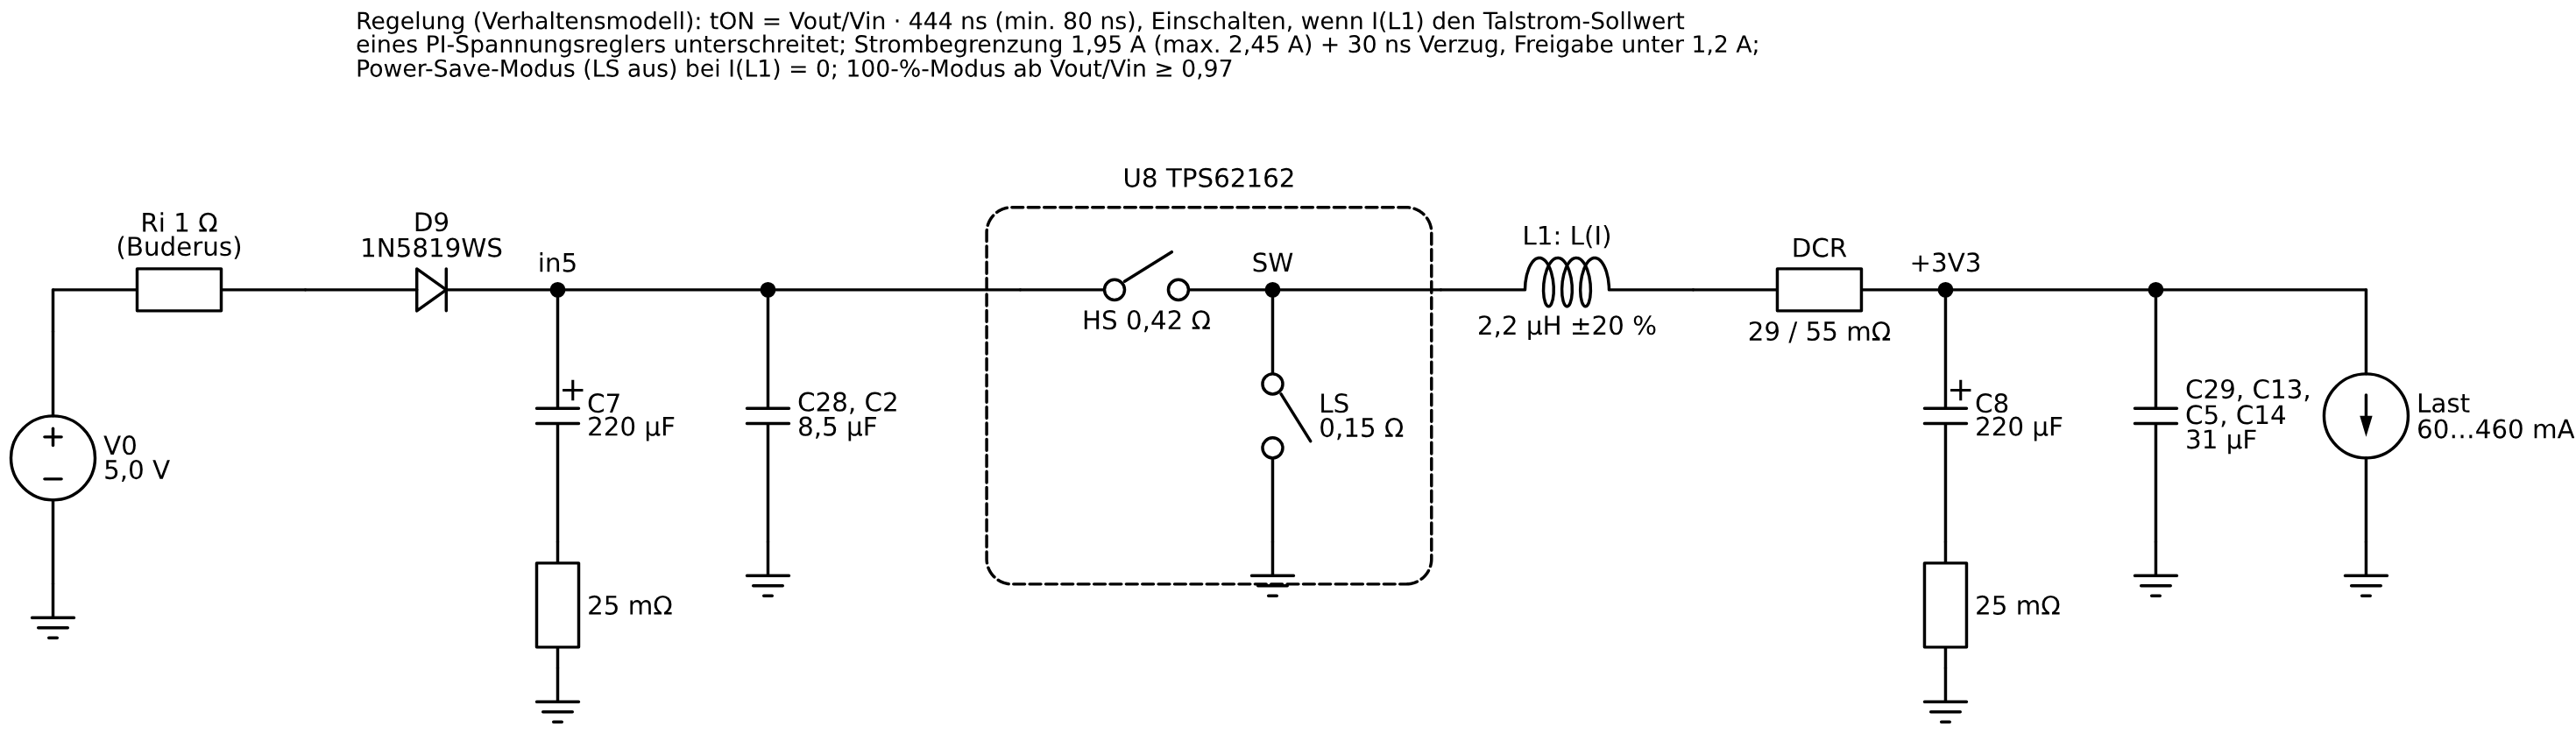 Regelung (Verhaltensmodell): tON = Vout/Vin · 444 ns (min. 80 ns), Einschalten, wenn I(L1) den Talstrom-Sollwert
eines PI-Spannungsreglers unterschreitet; Strombegrenzung 1,95 A (max. 2,45 A) + 30 ns Verzug, Freigabe unter 1,2 A;
Power-Save-Modus (LS aus) bei I(L1) = 0; 100-%-Modus ab Vout/Vin ≥ 0,97
U8 TPS62162
Ri 1 Ω
(Buderus)
D9
1N5819WS
in5
SW
L1: L(I)
2,2 µH ±20 %
DCR
29 / 55 mΩ
+3V3
HS 0,42 Ω
LS
0,15 Ω
V0
5,0 V
C7
220 µF
25 mΩ
C28, C2
8,5 µF
C8
220 µF
25 mΩ
C29, C13,
C5, C14
31 µF
Last
60...460 mA